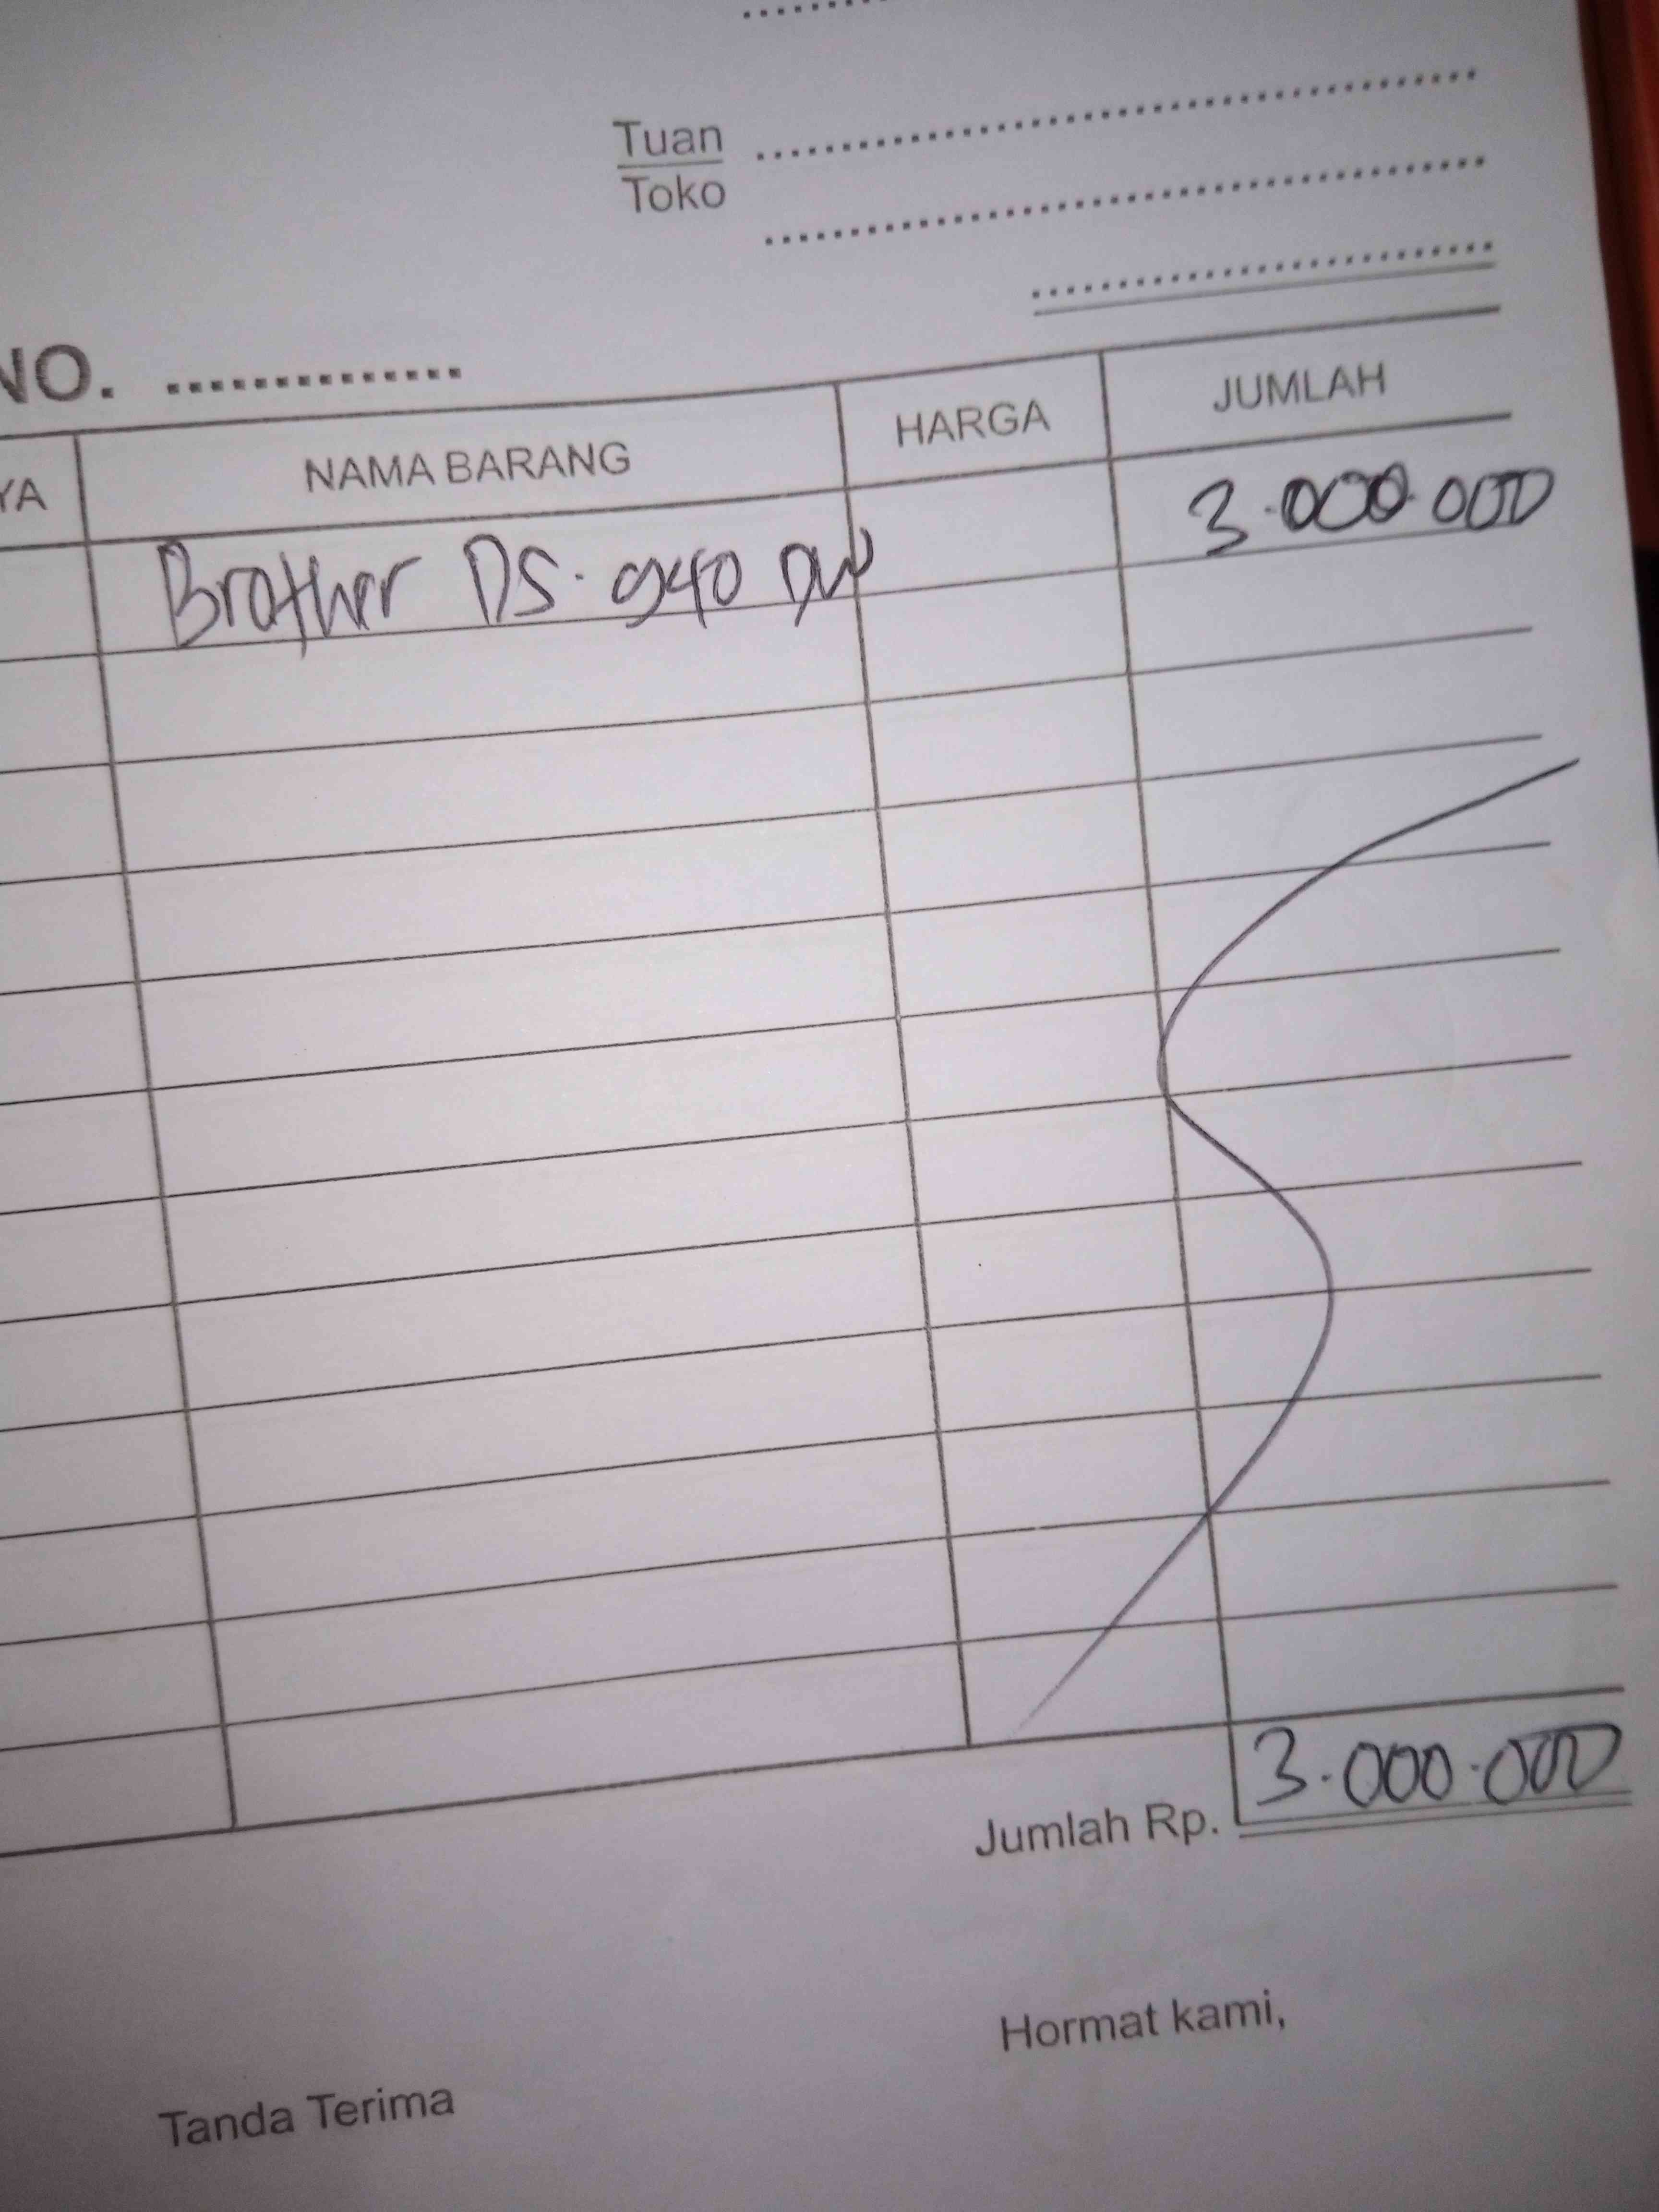 Tuan
Toko
NO. ..............
YA NAMA BARANG HARGA JUMLAH
Brother DS.940 DW 3.000.000
Jumlah Rp. 3.000.000
Tanda Terima Hormat kami,